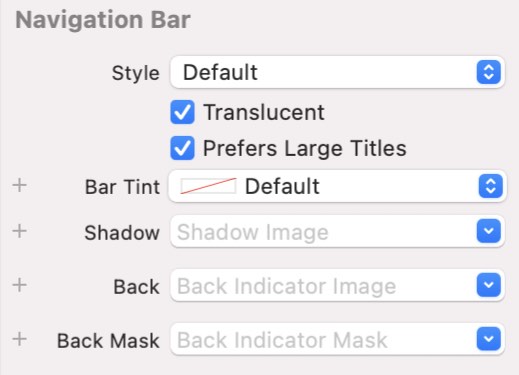 Navigation Bar
Style Default
Translucent
Prefers Large Titles
+ Bar Tint Default
+ Shadow Shadow Image
+ Back Back Indicator Image
+ Back Mask Back Indicator Mask